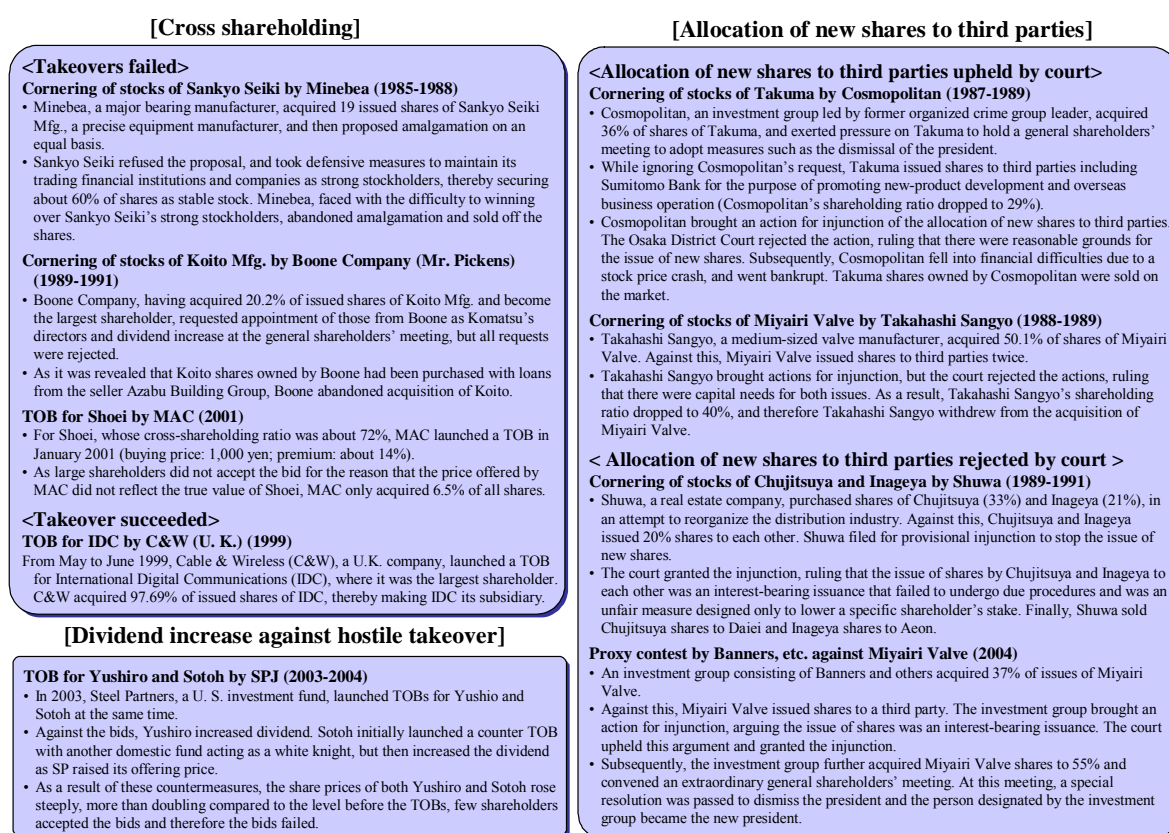 [Cross shareholding]
<Takeovers failed>
Cornering of stocks of Sankyo Seiki by Minebea (1985-1988)
• Minebea, a major bearing manufacturer, acquired 19 issued shares of Sankyo Seiki
Mfg., a precise equipment manufacturer, and then proposed amalgamation on an
equal basis.
• Sankyo Seiki refused the proposal, and took defensive measures to maintain its
trading financial institutions and companies as strong stockholders, thereby securing
about 60% of shares as stable stock. Minebea, faced with the difficulty to winning
over Sankyo Seiki's strong stockholders, abandoned amalgamation and sold off the
shares.
Cornering of stocks of Koito Mfg. by Boone Company (Mr. Pickens)
(1989-1991)
• Boone Company, having acquired 20.2% of issued shares of Koito Mfg. and become
the largest shareholder, requested appointment of those from Boone as Komatsu's
directors and dividend increase at the general shareholders' meeting, but all requests
were rejected.
• As it was revealed that Koito shares owned by Boone had been purchased with loans
from the seller Azabu Building Group, Boone abandoned acquisition of Koito.
TOB for Shoei by MAC (2001)
• For Shoei, whose cross-shareholding ratio was about 72%, MAC launched a TOB in
January 2001 (buying price: 1,000 yen; premium: about 14%).
• As large shareholders did not accept the bid for the reason that the price offered by
MAC did not reflect the true value of Shoei, MAC only acquired 6.5% of all shares.
<Takeover succeeded>
TOB for IDC by C&W (U. K.) (1999)
From May to June 1999, Cable & Wireless (C&W), a U.K. company, launched a TOB
for International Digital Communications (IDC), where it was the largest shareholder.
C&W acquired 97.69% of issued shares of IDC, thereby making IDC its subsidiary.
[Dividend increase against hostile takeover]
TOB for Yushiro and Sotoh by SPJ (2003-2004)
• In 2003, Steel Partners, a U. S. investment fund, launched TOBs for Yushio and
Sotoh at the same time.
• Against the bids, Yushiro increased dividend. Sotoh initially launched a counter TOB
with another domestic fund acting as a white knight, but then increased the dividend
as SP raised its offering price.
• As a result of these countermeasures, the share prices of both Yushiro and Sotoh rose
steeply, more than doubling compared to the level before the TOBs, few shareholders
accepted the bids and therefore the bids failed.
[Allocation of new shares to third parties]
<Allocation of new shares to third parties upheld by court>
Cornering of stocks of Takuma by Cosmopolitan (1987-1989)
• Cosmopolitan, an investment group led by former organized crime group leader, acquired
36% of shares of Takuma, and exerted pressure on Takuma to hold a general shareholders'
meeting to adopt measures such as the dismissal of the president.
• While ignoring Cosmopolitan's request, Takuma issued shares to third parties including
Sumitomo Bank for the purpose of promoting new-product development and overseas
business operation (Cosmopolitan's shareholding ratio dropped to 29%).
• Cosmopolitan brought an action for injunction of the allocation of new shares to third parties.
The Osaka District Court rejected the action, ruling that there were reasonable grounds for
the issue of new shares. Subsequently, Cosmopolitan fell into financial difficulties due to a
stock price crash, and went bankrupt. Takuma shares owned by Cosmopolitan were sold on
the market.
Cornering of stocks of Miyairi Valve by Takahashi Sangyo (1988-1989)
• Takahashi Sangyo, a medium-sized valve manufacturer, acquired 50.1% of shares of Miyairi
Valve. Against this, Miyairi Valve issued shares to third parties twice.
• Takahashi Sangyo brought actions for injunction, but the court rejected the actions, ruling
that there were capital needs for both issues. As a result, Takahashi Sangyo's shareholding
ratio dropped to 40%, and therefore Takahashi Sangyo withdrew from the acquisition of
Miyairi Valve.
< Allocation of new shares to third parties rejected by court >
Cornering of stocks of Chujitsuya and Inageya by Shuwa (1989-1991)
• Shuwa, a real estate company, purchased shares of Chujitsuya (33%) and Inageya (21%), in
an attempt to reorganize the distribution industry. Against this, Chujitsuya and Inageya
issued 20% shares to each other. Shuwa filed for provisional injunction to stop the issue of
new shares.
• The court granted the injunction, ruling that the issue of shares by Chujitsuya and Inageya to
each other was an interest-bearing issuance that failed to undergo due procedures and was an
unfair measure designed only to lower a specific shareholder's stake. Finally, Shuwa sold
Chujitsuya shares to Daiei and Inageya shares to Aeon.
Proxy contest by Banners, etc. against Miyairi Valve (2004)
• An investment group consisting of Banners and others acquired 37% of issues of Miyairi
Valve.
• Against this, Miyairi Valve issued shares to a third party. The investment group brought an
action for injunction, arguing the issue of shares was an interest-bearing issuance. The court
upheld this argument and granted the injunction.
• Subsequently, the investment group further acquired Miyairi Valve shares to 55% and
convened an extraordinary general shareholders' meeting. At this meeting, a special
resolution was passed to dismiss the president and the person designated by the investment
group became the new president.